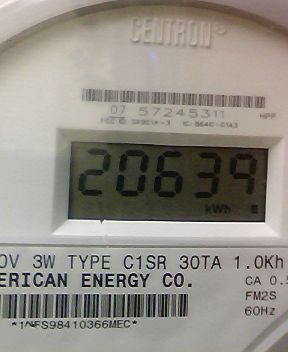 CENTRON®
07 57245311 HPP
20639
kWh
0V 3W TYPE C1SR 30TA 1.0Kh
ERICAN ENERGY CO.
CA 0.5
FM2S
60Hz